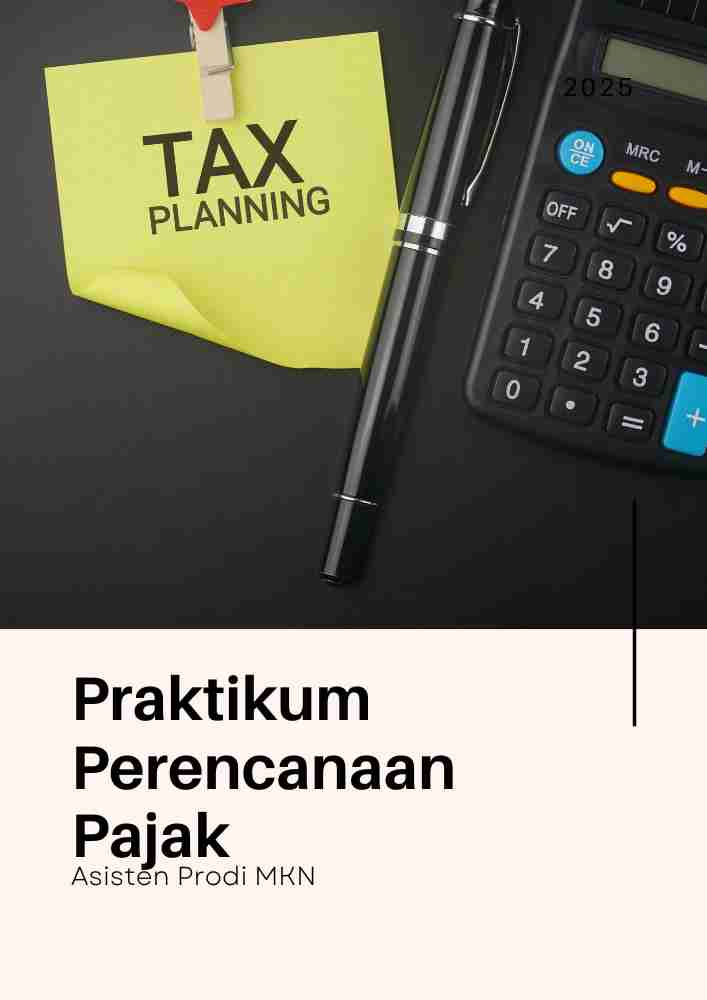 TAX
PLANNING
2025
ON
CE
MRC
M-
OFF
√
%
7
8
9
4
5
6
-
1
2
3
0
•
=
+
Praktikum
Perencanaan
Pajak
Asisten Prodi MKN